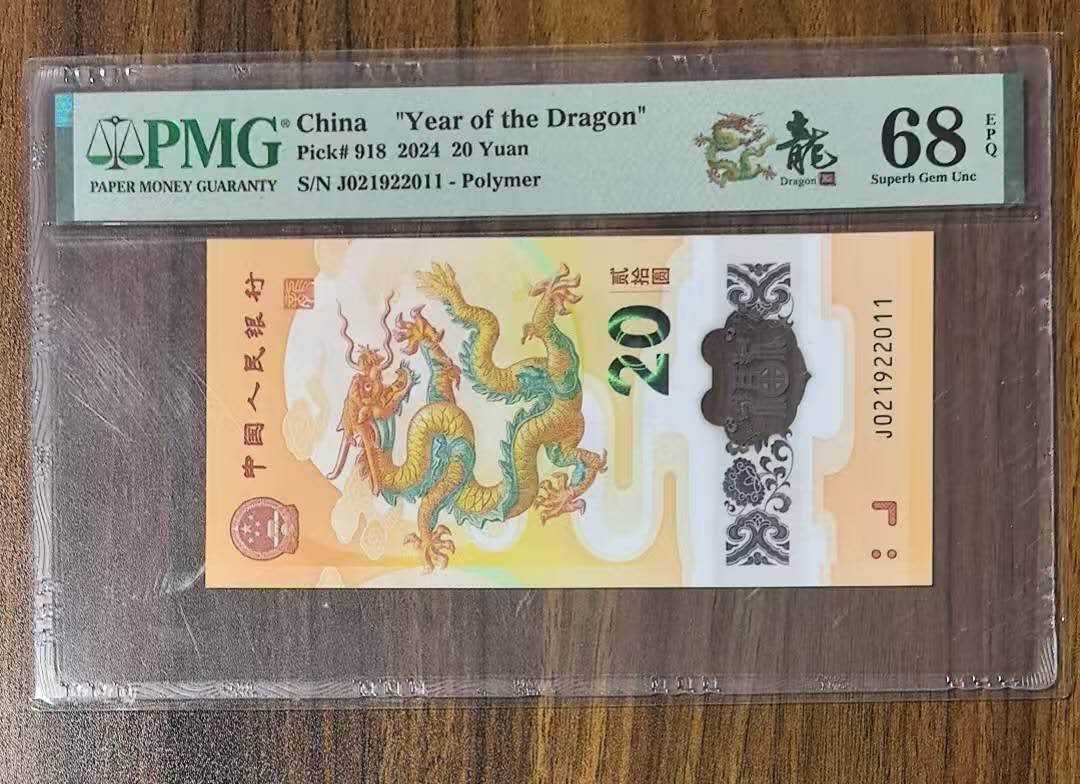 PMG® China "Year of the Dragon"
Pick# 918 2024 20 Yuan
PAPER MONEY GUARANTY S/N J021922011 - Polymer
龍
Dragon
68 EPQ
Superb Gem Unc
中国人民银行
贰拾圆
20
J021922011